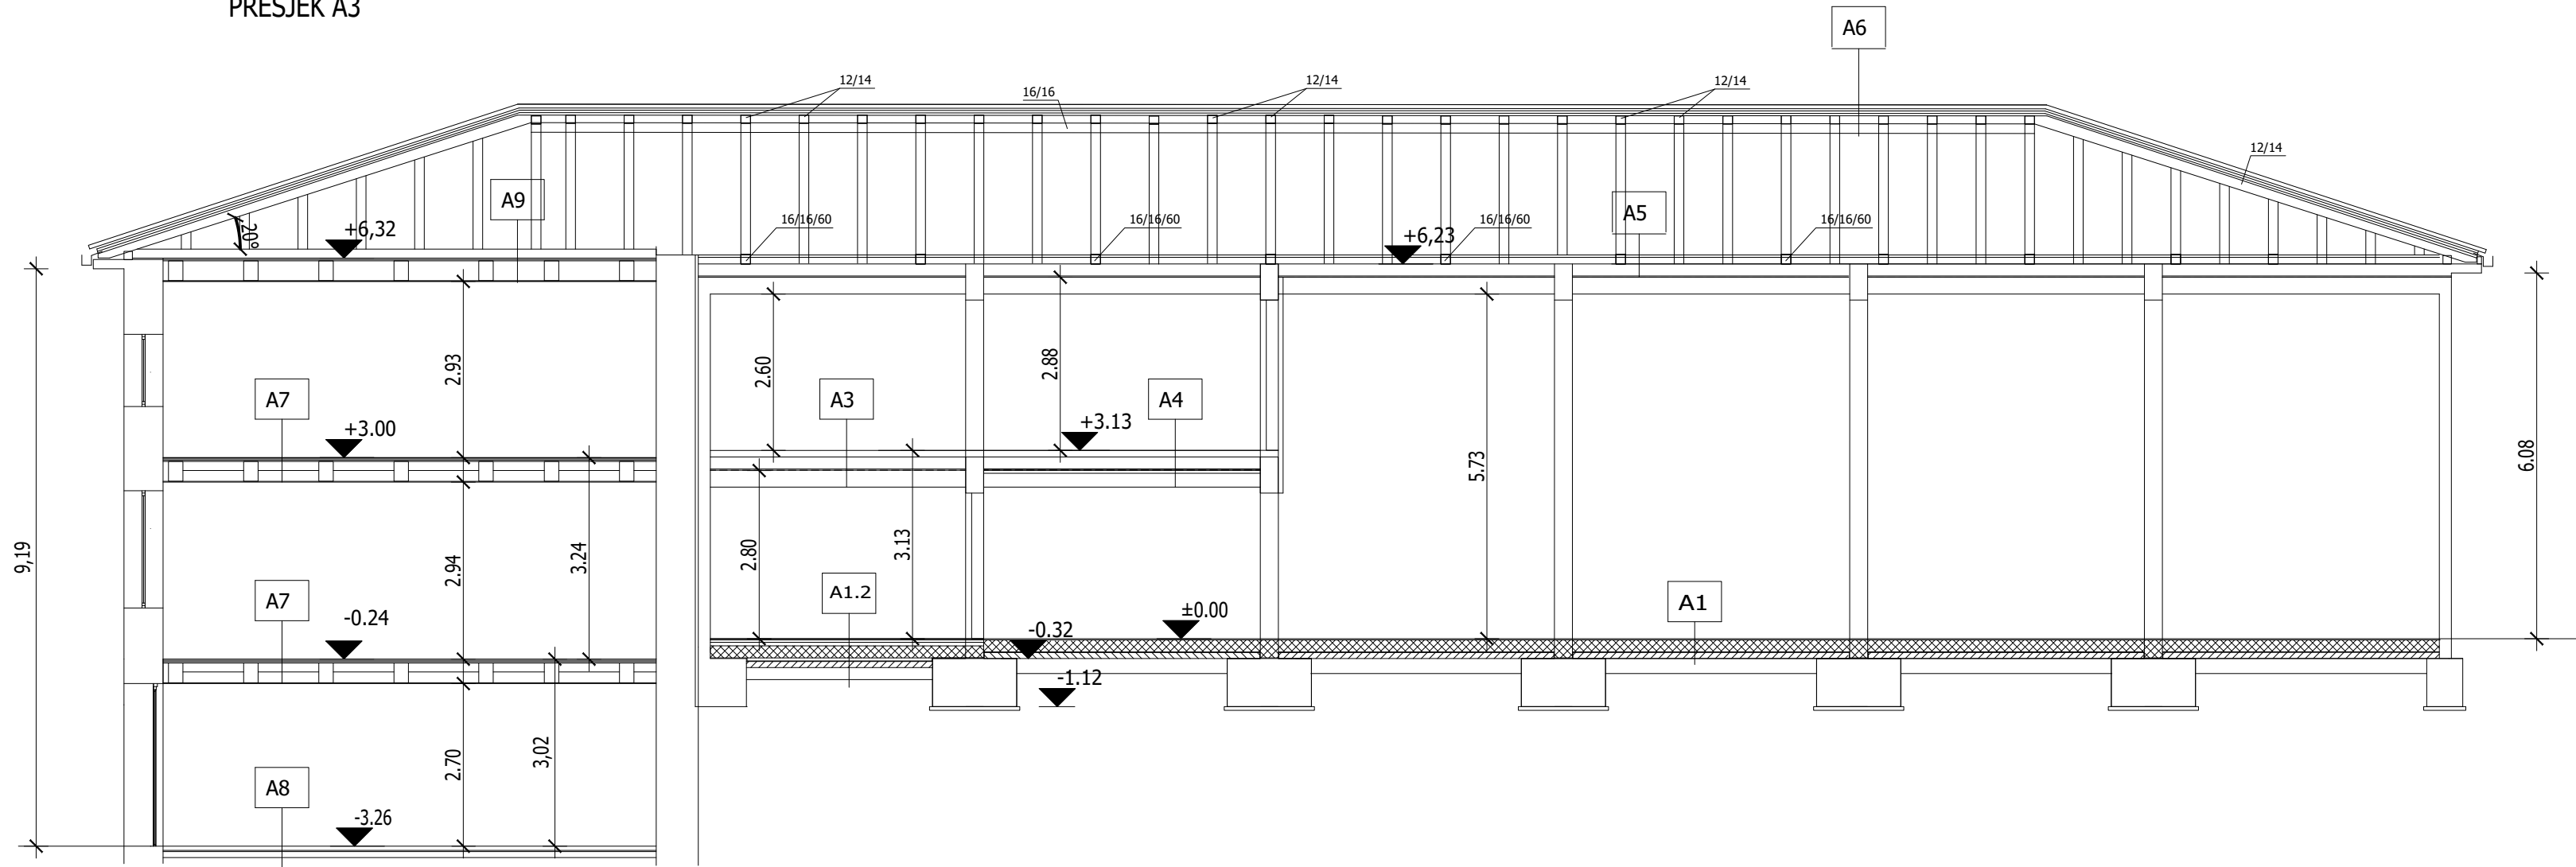 PRESJEK A3
A6
12/14
12/14
12/14
16/16
12/14
A9
A5
+6,32
20°
16/16/60
16/16/60
16/16/60
16/16/60
+6,23
2.93
2.60
2.88
A7
A3
A4
+3.00
+3.13
5.73
6.08
9,19
2.94
3.24
2.80
3.13
A7
A1.2
A1
-0.24
±0.00
-0.32
-1.12
2.70
3,02
A8
-3.26